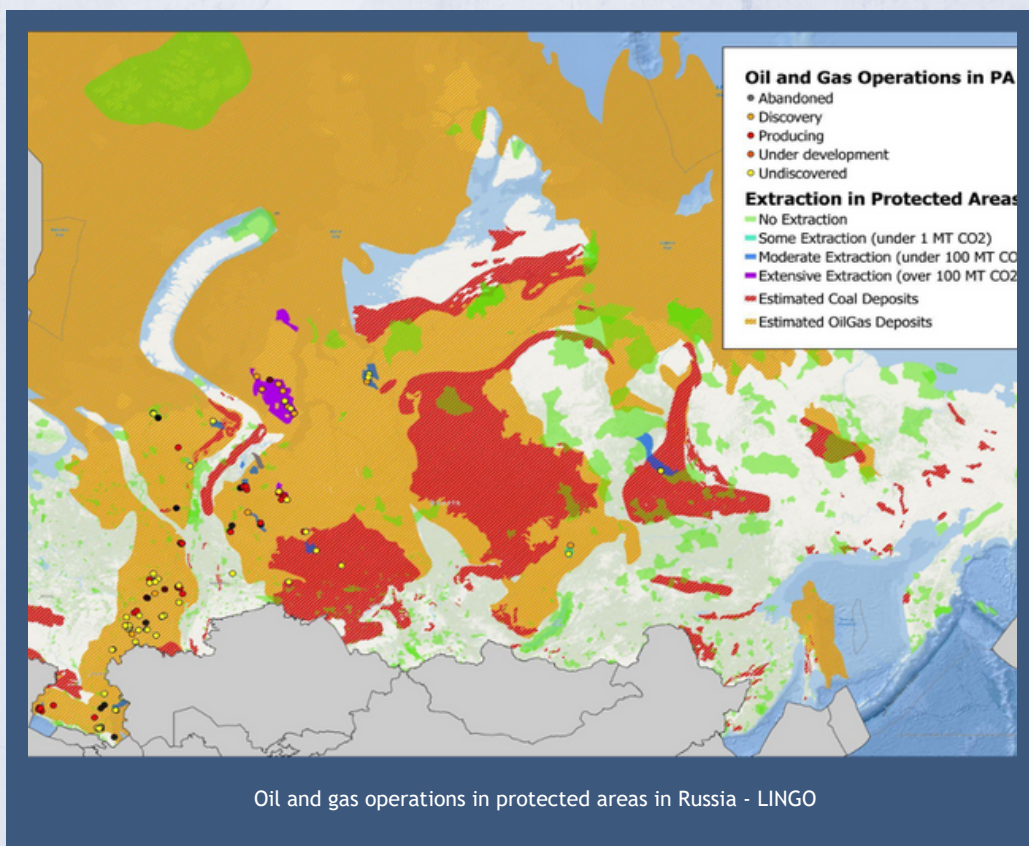 Oil and Gas Operations in PA
Abandoned
Discovery
Producing
Under development
Undiscovered
Extraction in Protected Areas
No Extraction
Some Extraction (under 1 MT CO2)
Moderate Extraction (under 100 MT CO
Extensive Extraction (over 100 MT CO2
Estimated Coal Deposits
Estimated OilGas Deposits
Oil and gas operations in protected areas in Russia - LINGO